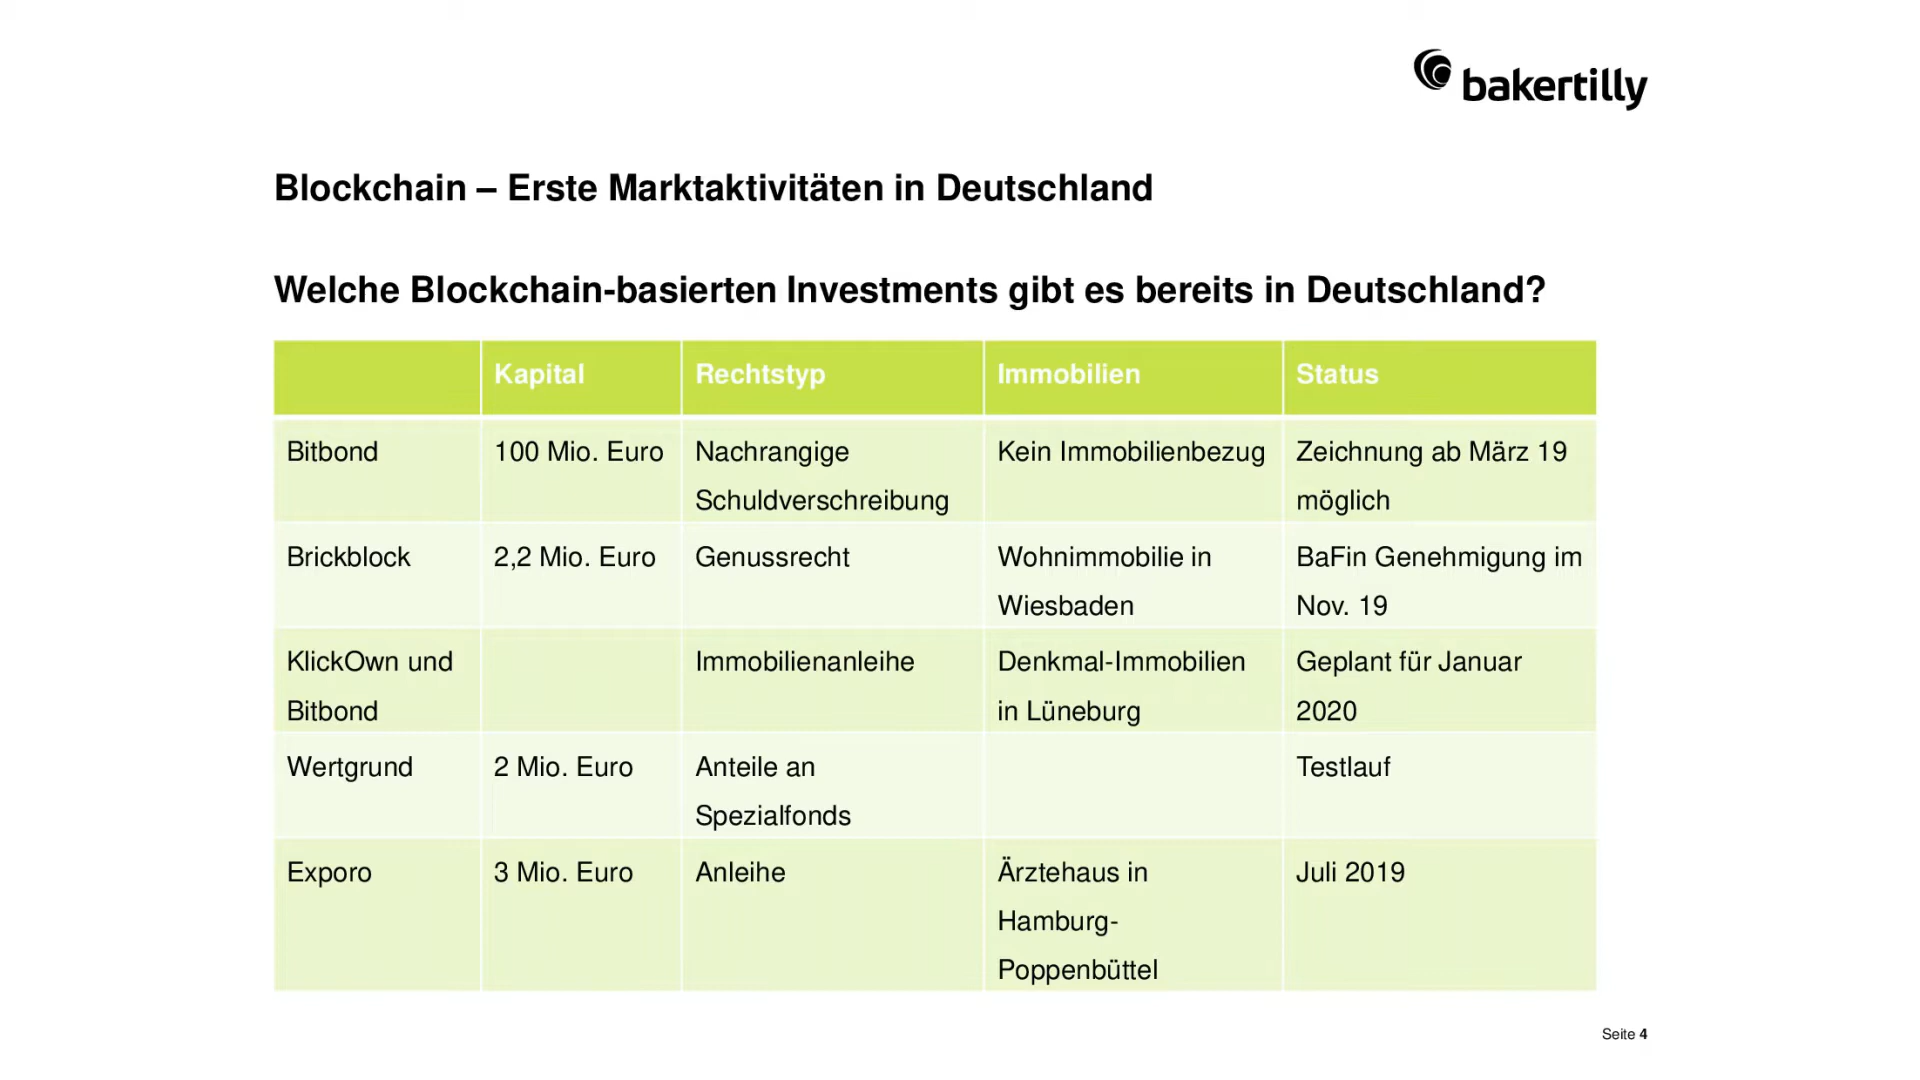 bakertilly
Blockchain – Erste Marktaktivitäten in Deutschland
Welche Blockchain-basierten Investments gibt es bereits in Deutschland?
Kapital Rechtstyp Immobilien Status
Bitbond 100 Mio. Euro Nachrangige Kein Immobilienbezug Zeichnung ab März 19
Schuldverschreibung möglich
Brickblock 2,2 Mio. Euro Genussrecht Wohnimmobilie in BaFin Genehmigung im
Wiesbaden Nov. 19
KlickOwn und Immobilienanleihe Denkmal-Immobilien Geplant für Januar
Bitbond in Lüneburg 2020
Wertgrund 2 Mio. Euro Anteile an Testlauf
Spezialfonds
Exporo 3 Mio. Euro Anleihe Ärztehaus in Juli 2019
Hamburg-
Poppenbüttel
Seite 4